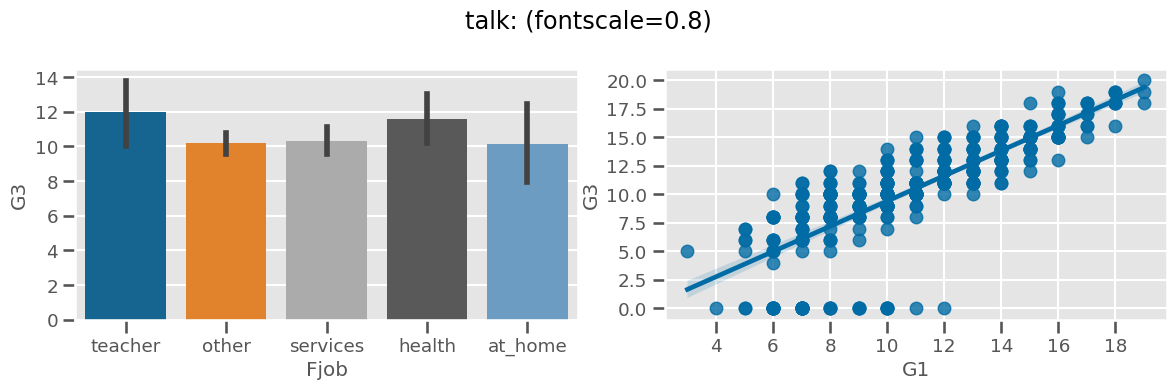 talk: (fontscale=0.8)
G3
14
12
10
8
6
4
2
0
teacher other services health at_home
Fjob
G3
20.0
17.5
15.0
12.5
10.0
7.5
5.0
2.5
0.0
4 6 8 10 12 14 16 18
G1